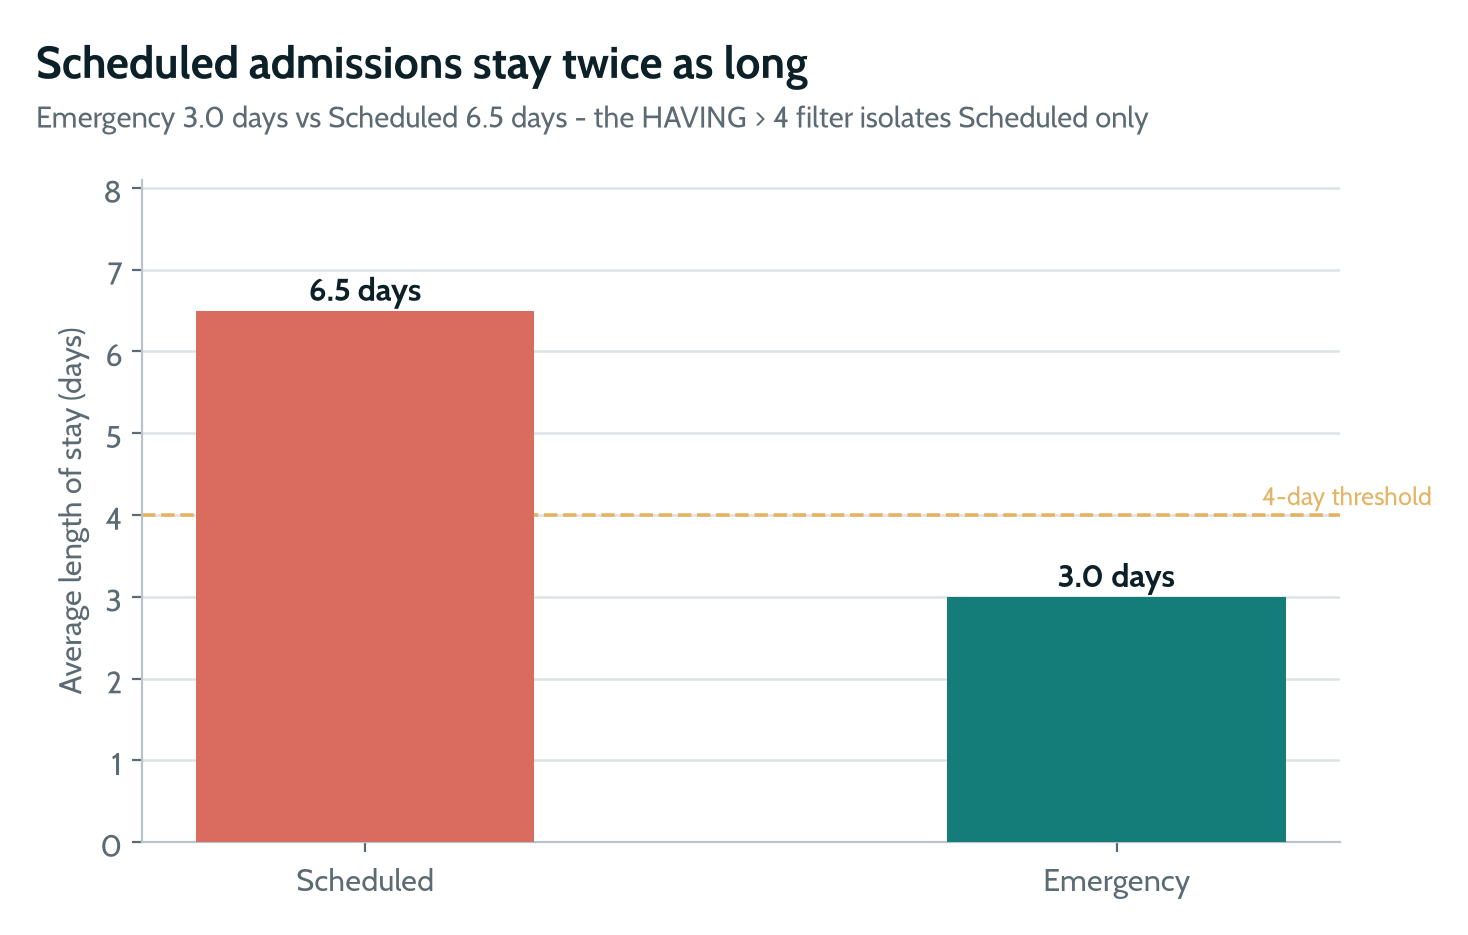 Scheduled admissions stay twice as long
Emergency 3.0 days vs Scheduled 6.5 days - the HAVING > 4 filter isolates Scheduled only
Average length of stay (days)
8
7
6
5
4
3
2
1
0
6.5 days
4-day threshold
3.0 days
Scheduled
Emergency